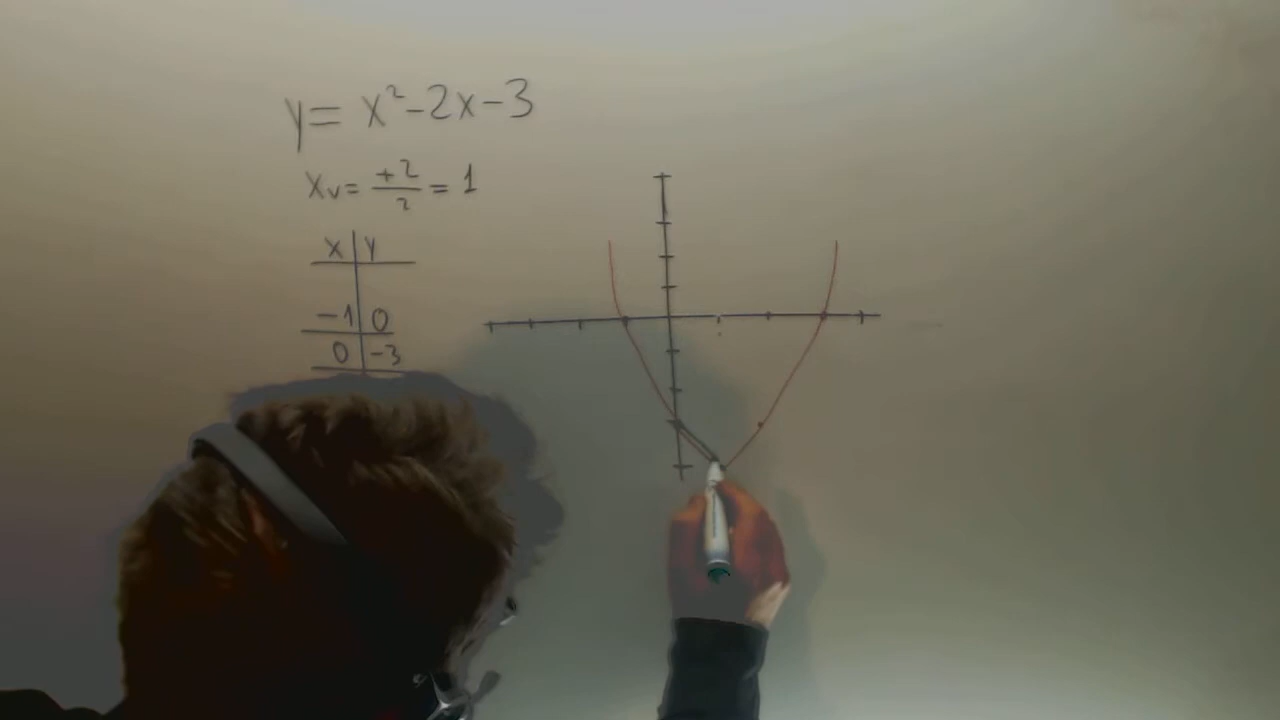 y = x² - 2x - 3
Xv = +2/2 = 1
X Y
-1 0
0 -3